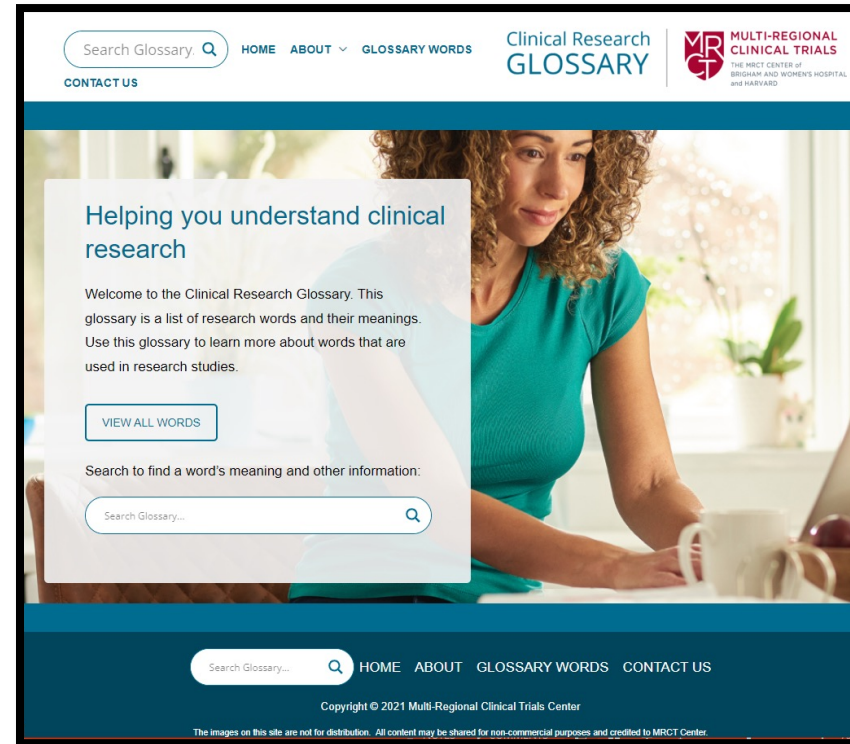 Search Glossary. HOME ABOUT GLOSSARY WORDS
CONTACT US
Clinical Research
GLOSSARY
MRCT
MULTI-REGIONAL
CLINICAL TRIALS
THE MRCT CENTER of
BRIGHAM AND WOMEN'S HOSPITAL
and HARVARD
Helping you understand clinical
research
Welcome to the Clinical Research Glossary. This
glossary is a list of research words and their meanings.
Use this glossary to learn more about words that are
used in research studies.
VIEW ALL WORDS
Search to find a word's meaning and other information:
Search Glossary...
Search Glossary... HOME ABOUT GLOSSARY WORDS CONTACT US
Copyright © 2021 Multi-Regional Clinical Trials Center
The images on this site are not for distribution. All content may be shared for non-commercial purposes and credited to MRCT Center.